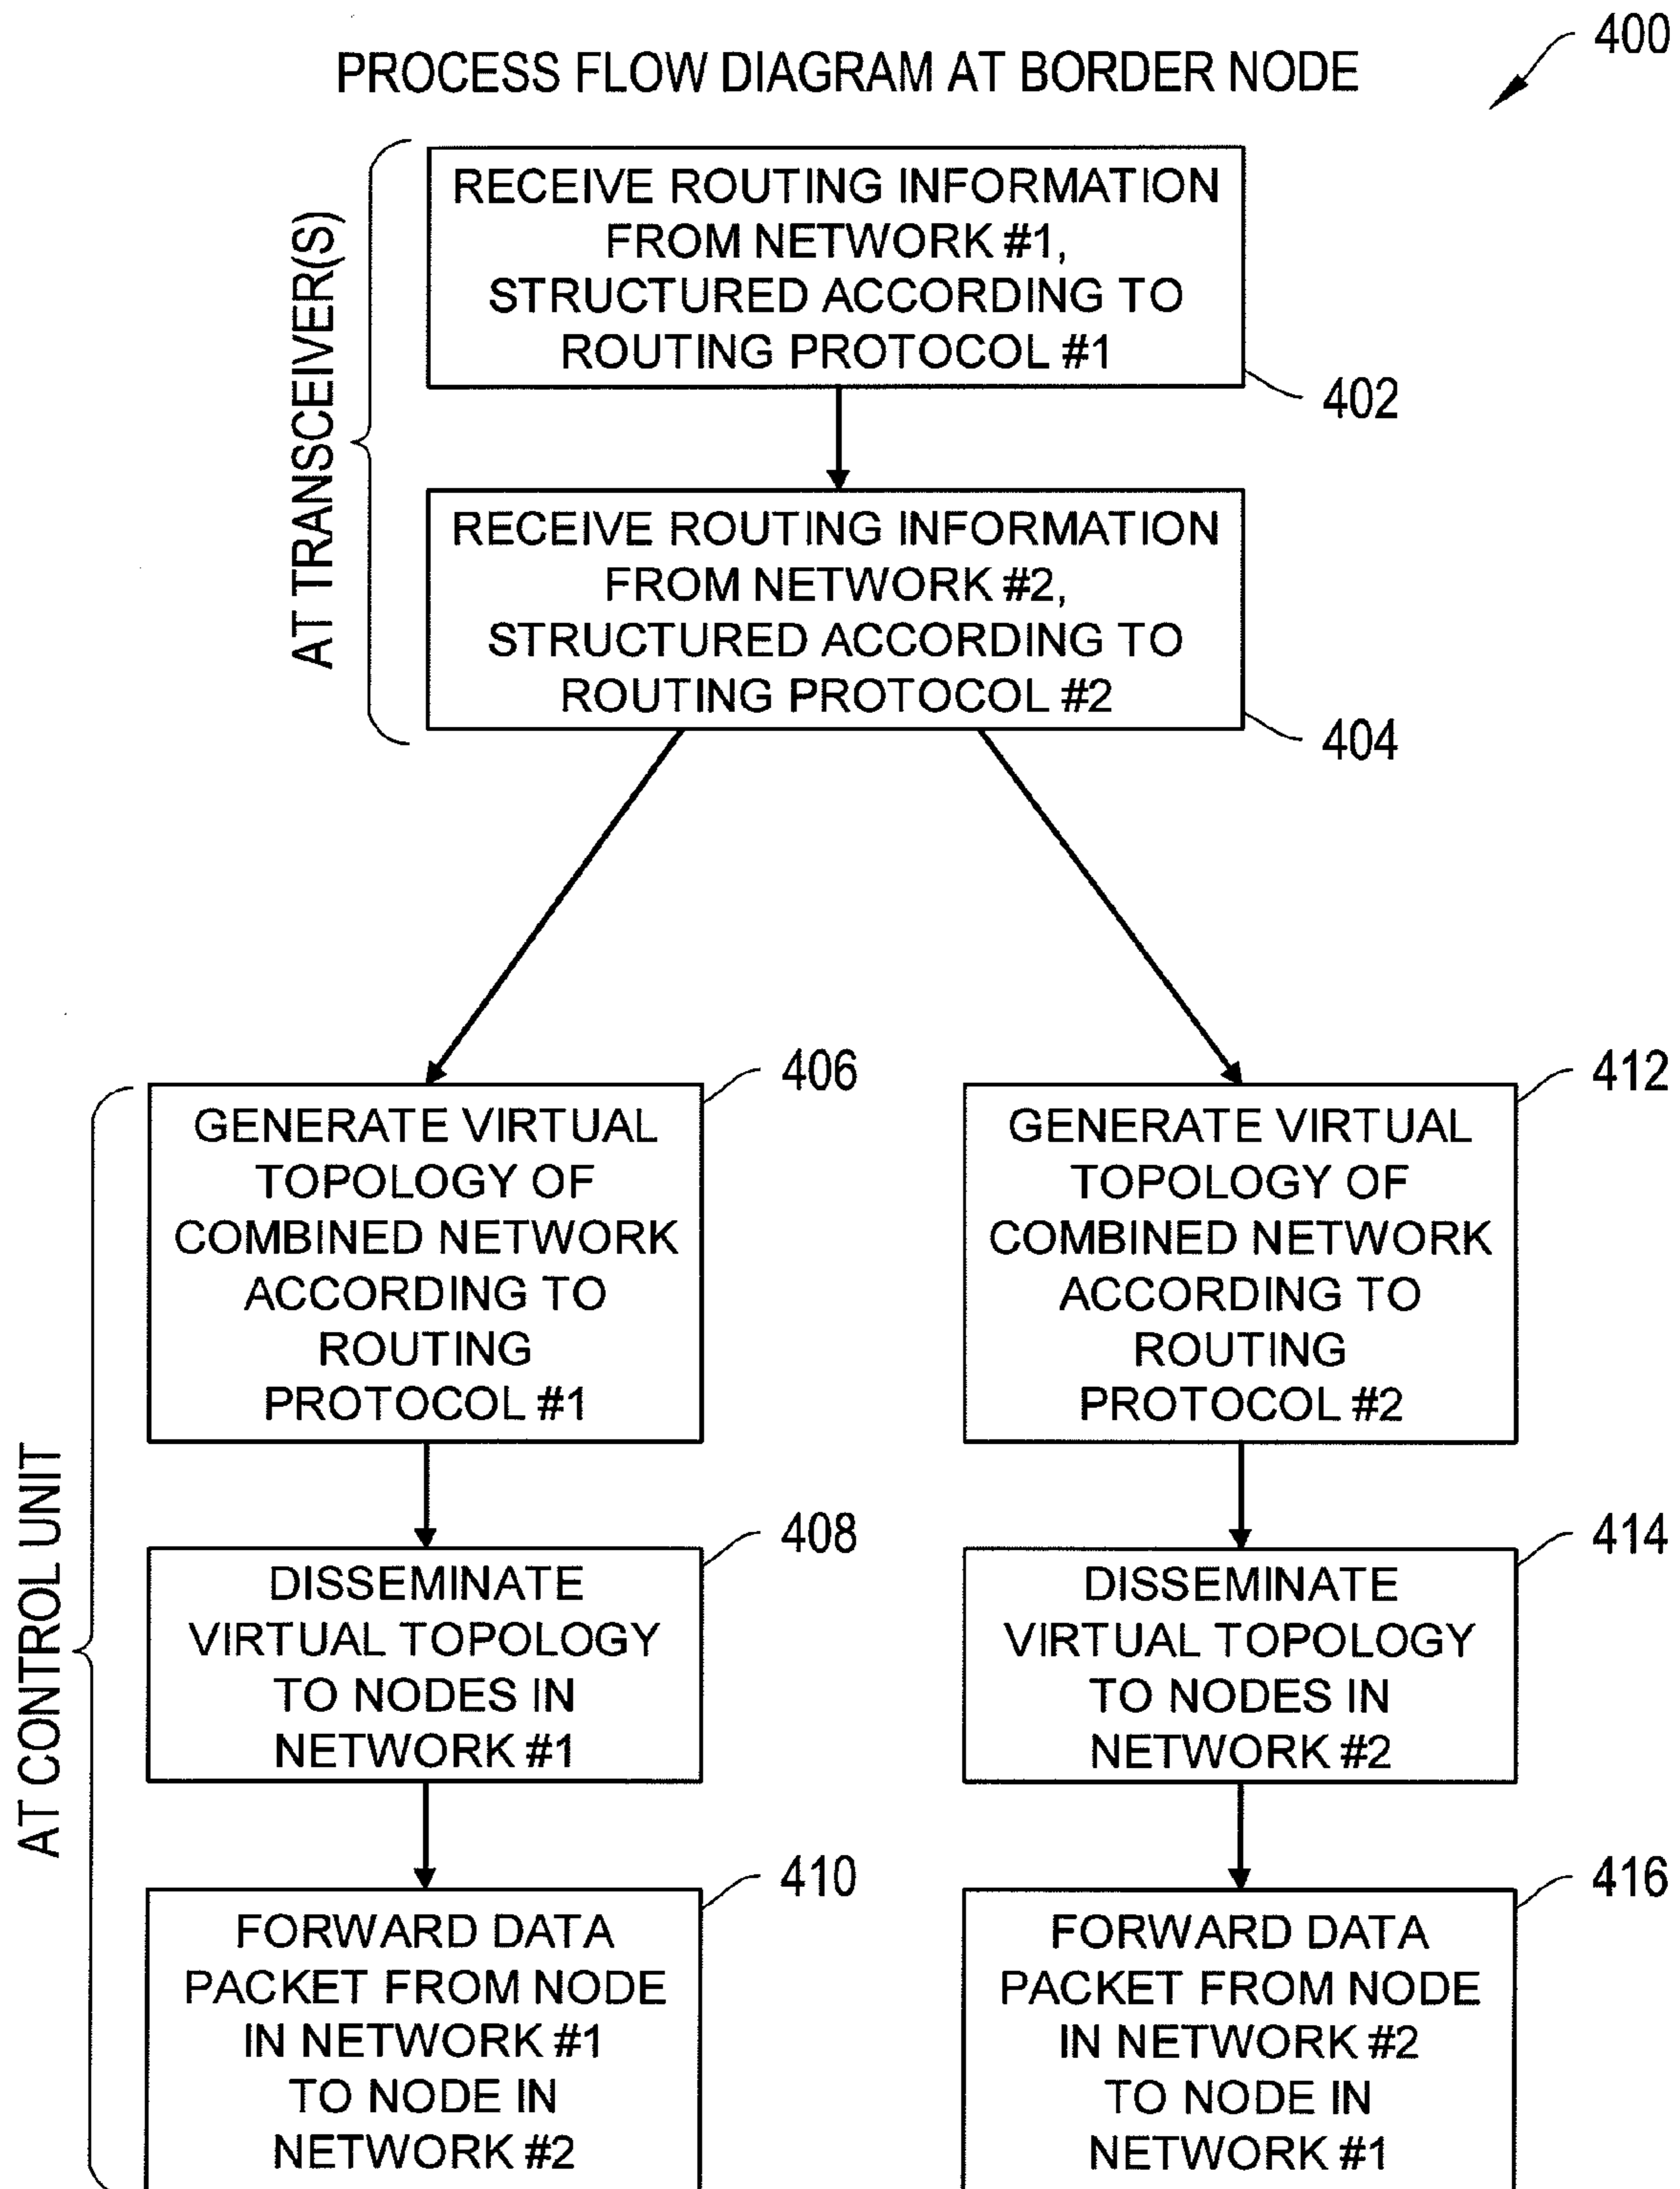 400
PROCESS FLOW DIAGRAM AT BORDER NODE
AT TRANSCEIVER(S)
RECEIVE ROUTING INFORMATION
FROM NETWORK #1,
STRUCTURED ACCORDING TO
ROUTING PROTOCOL #1
402
RECEIVE ROUTING INFORMATION
FROM NETWORK #2,
STRUCTURED ACCORDING TO
ROUTING PROTOCOL #2
404
AT CONTROL UNIT
406
GENERATE VIRTUAL
TOPOLOGY OF
COMBINED NETWORK
ACCORDING TO
ROUTING
PROTOCOL #1
408
DISSEMINATE
VIRTUAL TOPOLOGY
TO NODES IN
NETWORK #1
410
FORWARD DATA
PACKET FROM NODE
IN NETWORK #1
TO NODE IN
NETWORK #2
412
GENERATE VIRTUAL
TOPOLOGY OF
COMBINED NETWORK
ACCORDING TO
ROUTING
PROTOCOL #2
414
DISSEMINATE
VIRTUAL TOPOLOGY
TO NODES IN
NETWORK #2
416
FORWARD DATA
PACKET FROM NODE
IN NETWORK #2
TO NODE IN
NETWORK #1